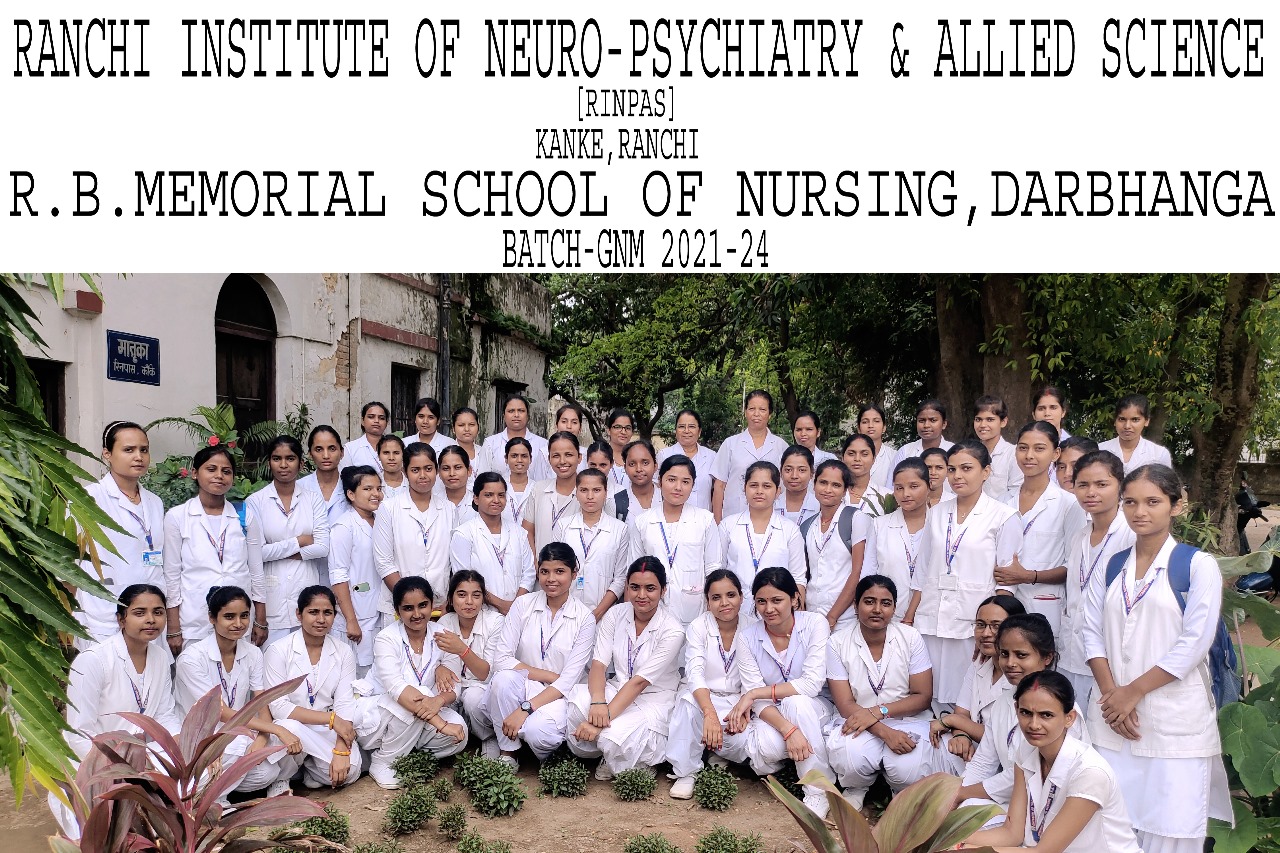 RANCHI INSTITUTE OF NEURO-PSYCHIATRY & ALLIED SCIENCE
[RINPAS]
KANKE,RANCHI
R.B.MEMORIAL SCHOOL OF NURSING,DARBHANGA
BATCH-GNM 2021-24
मातृका
रिनपास, काँके